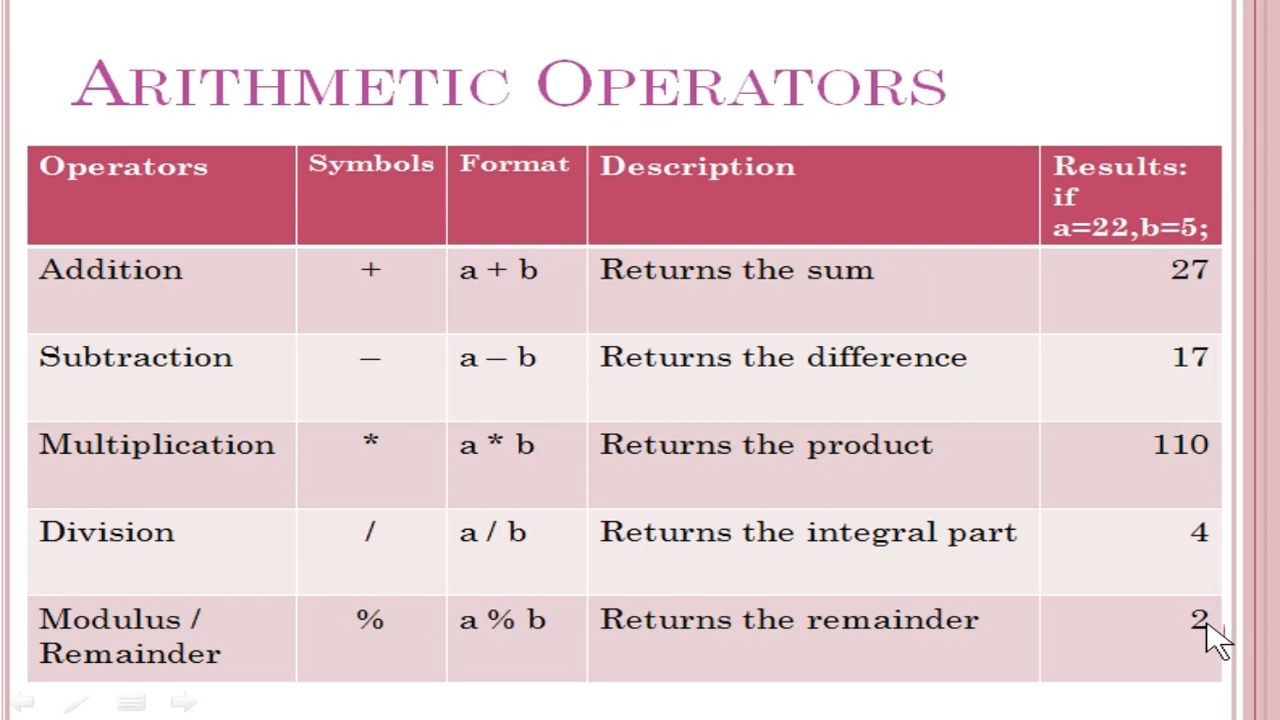 ARITHMETIC OPERATORS
Operators Symbols Format Description Results:
if
a=22,b=5;
Addition + a + b Returns the sum 27
Subtraction – a – b Returns the difference 17
Multiplication * a * b Returns the product 110
Division / a / b Returns the integral part 4
Modulus / % a % b Returns the remainder 2
Remainder